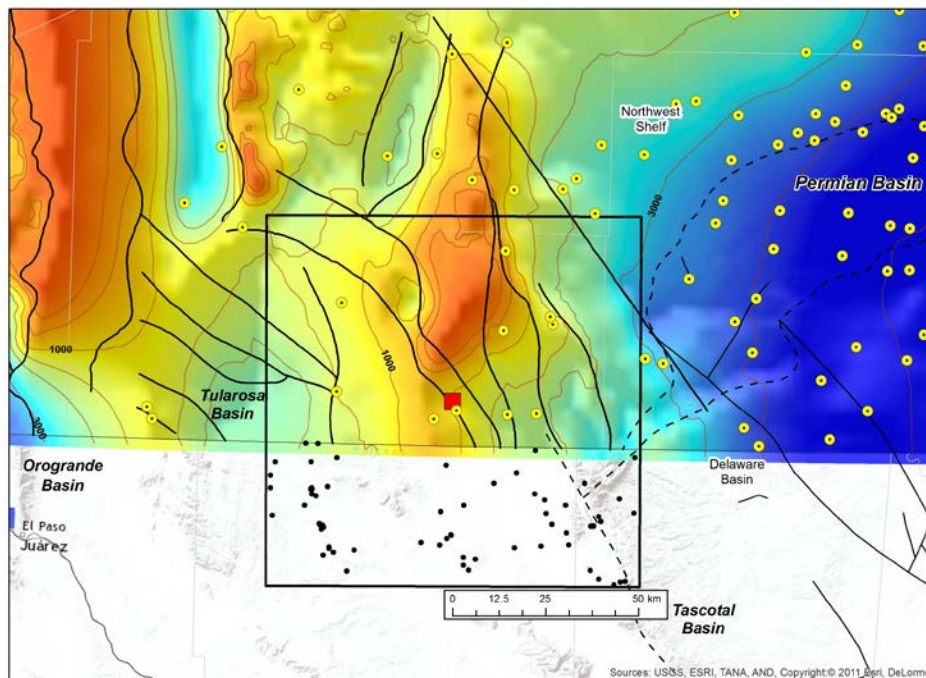 Northwest
Shelf
3000
Permian Basin
1000
1000
Tularosa
Basin
3000
Orogrande
Basin
Delaware
Basin
El Paso
Juárez
0 12.5 25 50 km
Tascotal
Basin
Sources: USGS, ESRI, TANA, AND, Copyright:© 2011 Esri, DeLorm